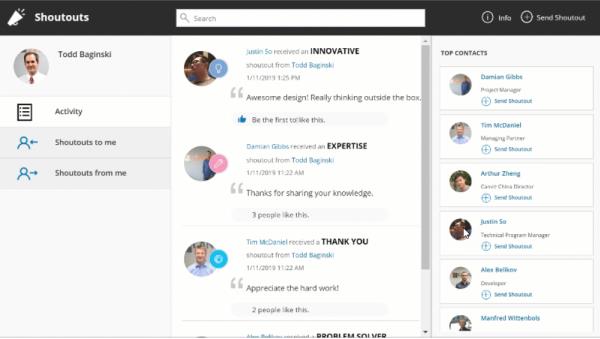 Shoutouts
Search
Info
Send Shoutout
Todd Baginski
Activity
Shoutouts to me
Shoutouts from me
Justin So received an INNOVATIVE
shoutout from Todd Baginski
1/11/2019 1:25 PM
Awesome design! Really thinking outside the box.
Be the first to like this.
Damian Gibbs received an EXPERTISE
shoutout from Todd Baginski
1/11/2019 11:22 AM
Thanks for sharing your knowledge.
3 people like this.
Tim McDaniel received a THANK YOU
shoutout from Todd Baginski
1/11/2019 11:22 AM
Appreciate the hard work!
2 people like this.
Alex Belikov received a PROBLEM SOLVER
TOP CONTACTS
Damian Gibbs
Project Manager
Send Shoutout
Tim McDaniel
Managing Partner
Send Shoutout
Arthur Zheng
Canvit China Director
Send Shoutout
Justin So
Technical Program Manager
Send Shoutout
Alex Belikov
Developer
Send Shoutout
Manfred Wittenbols